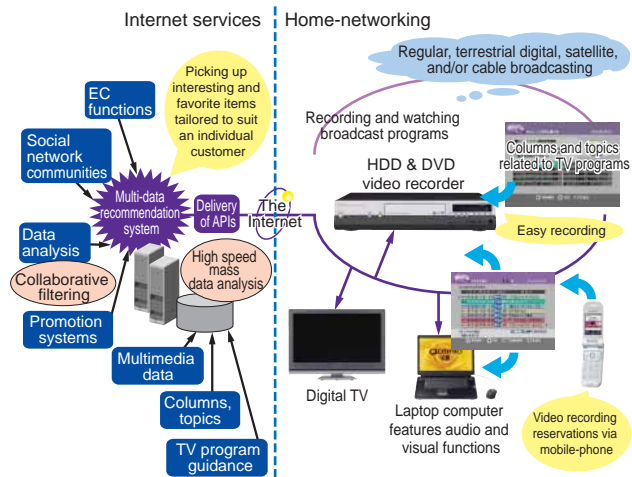 Internet services
Home-networking
Regular, terrestrial digital, satellite,
and/or cable broadcasting
Picking up
interesting and
favorite items
tailored to suit
an individual
customer
EC
functions
Social
network
communities
Multi-data
recommendation
system
Delivery
of APIs
The
Internet
Data
analysis
Collaborative
filtering
Promotion
systems
High speed
mass
data analysis
Multimedia
data
Columns,
topics
TV program
guidance
Recording and watching
broadcast programs
HDD & DVD
video recorder
Columns and topics
related to TV programs
Easy recording
Digital TV
Laptop computer
features audio and
visual functions
Video recording
reservations via
mobile-phone